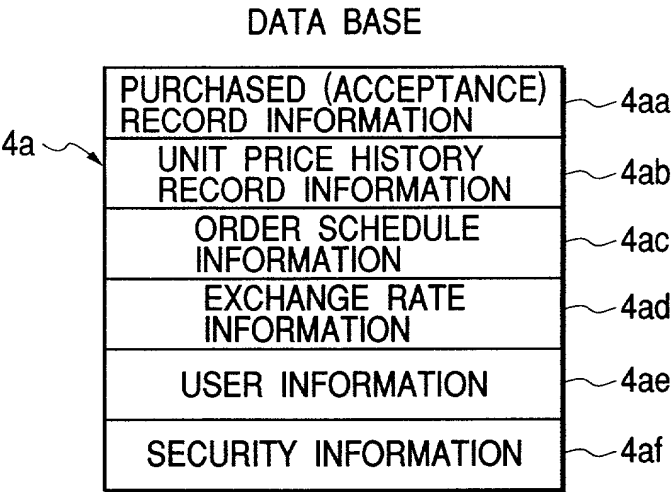 DATA BASE
4a
PURCHASED (ACCEPTANCE)
RECORD INFORMATION
4aa
UNIT PRICE HISTORY
RECORD INFORMATION
4ab
ORDER SCHEDULE
INFORMATION
4ac
EXCHANGE RATE
INFORMATION
4ad
USER INFORMATION
4ae
SECURITY INFORMATION
4af